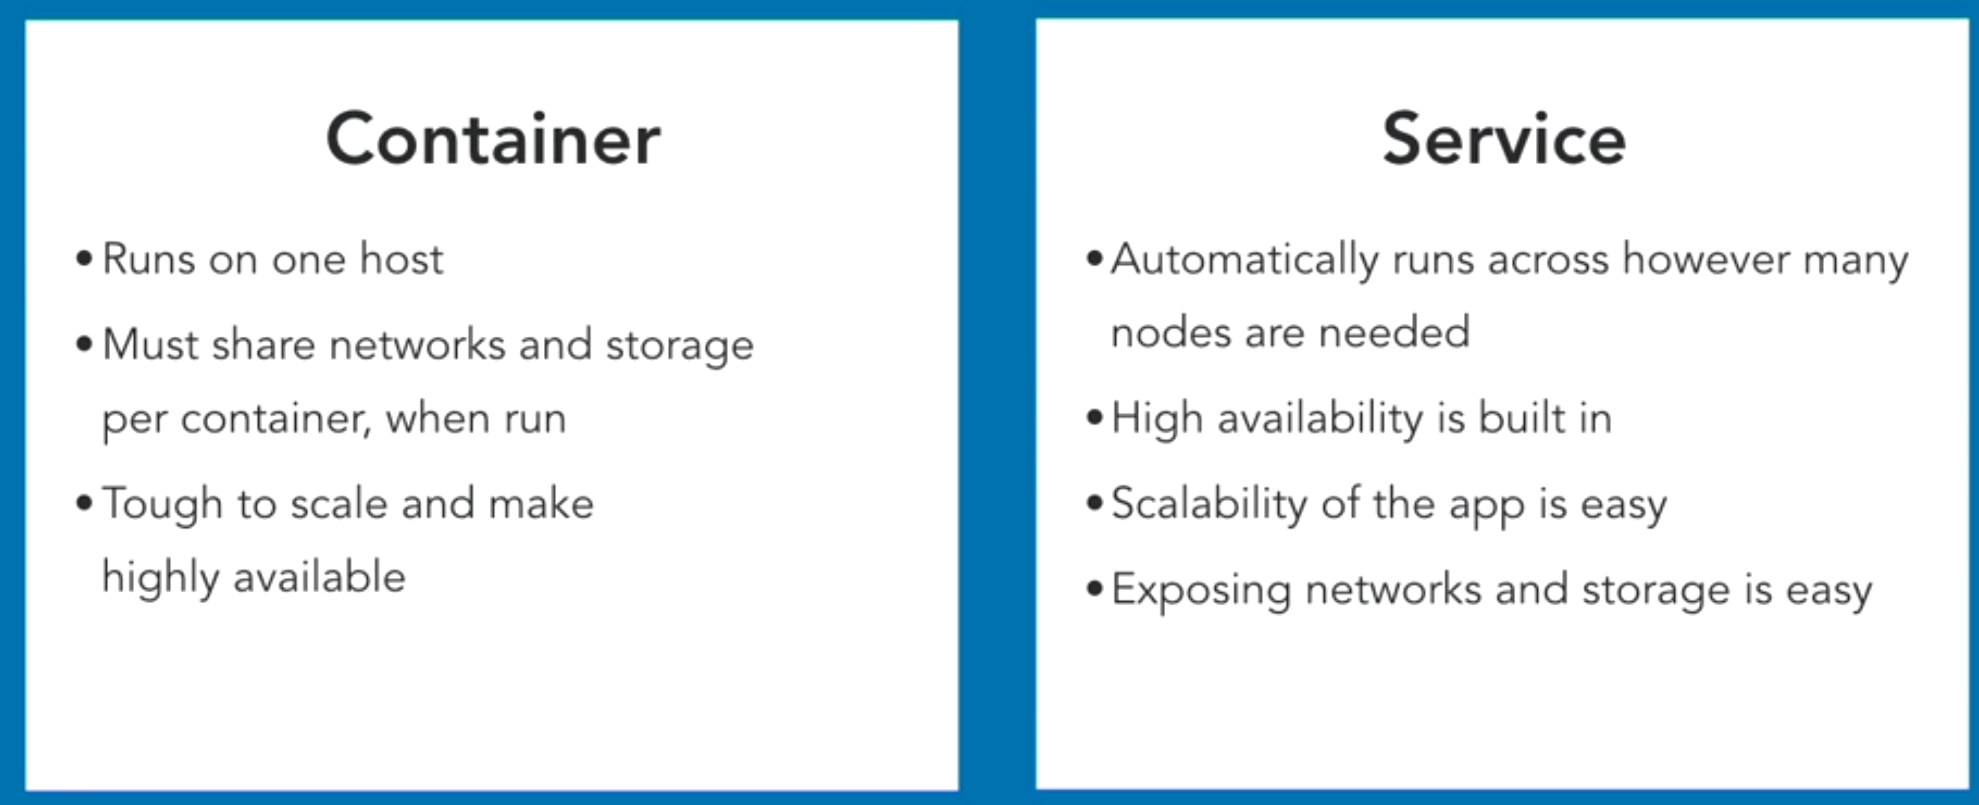 Container
• Runs on one host
• Must share networks and storage
per container, when run
• Tough to scale and make
highly available
Service
• Automatically runs across however many
nodes are needed
• High availability is built in
• Scalability of the app is easy
• Exposing networks and storage is easy